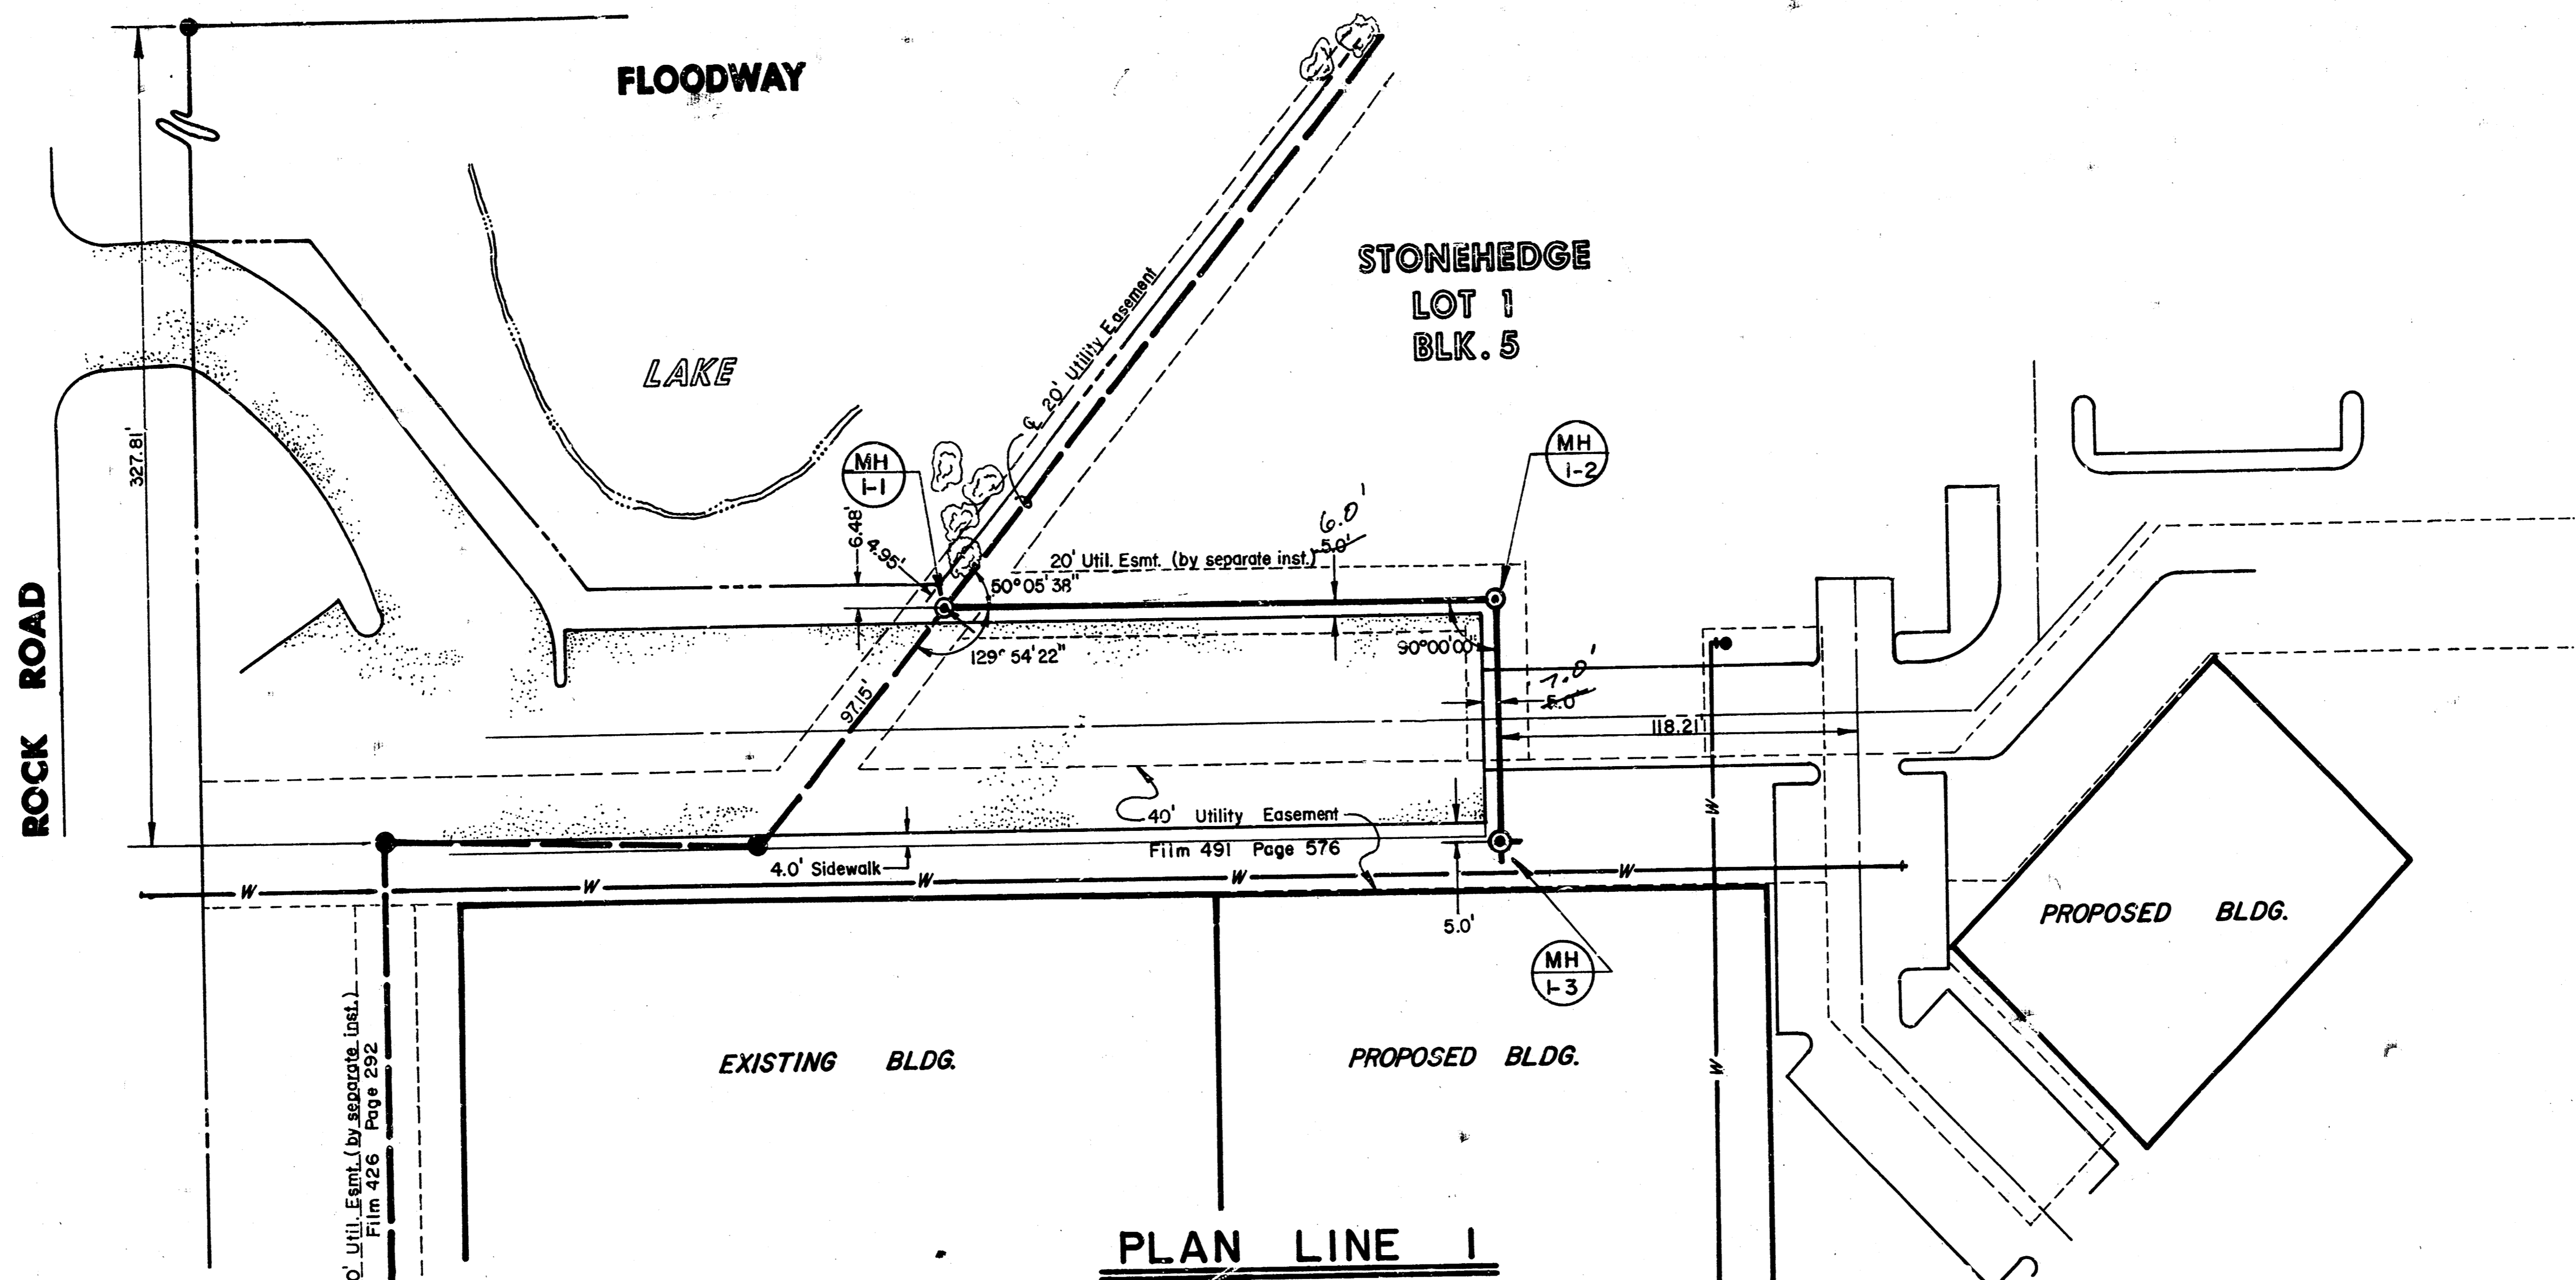 FLOODWAY
STONEHEDGE
LOT 1
BLK. 5
LAKE
℄ 20' Utility Easement
327.81'
ROCK ROAD
MH
1-1
MH
1-2
6.48'
4.95'
6.0'
5.0'
20' Util. Esmt. (by separate inst.)
50°05'38"
129°54'22"
90°00'00"
7.0'
5.0'
97.15'
118.21'
W
40' Utility Easement
Film 491 Page 576
4.0' Sidewalk
W W W W W
5.0'
MH
1-3
PROPOSED BLDG.
EXISTING BLDG.
PROPOSED BLDG.
W
0' Util. Esmt. (by separate inst.)
Film 426 Page 292
PLAN LINE 1